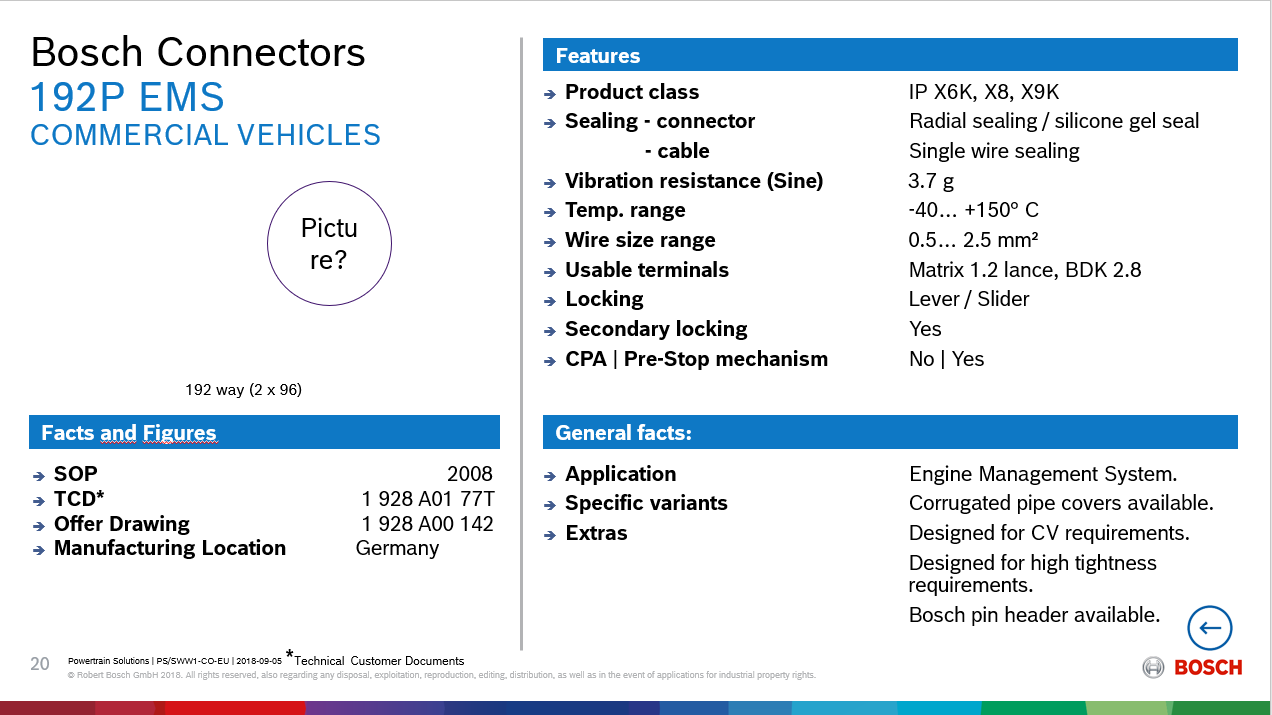 Bosch Connectors
192P EMS
COMMERCIAL VEHICLES
Pictu
re?
192 way (2 x 96)
Facts and Figures
SOP 2008
TCD* 1 928 A01 77T
Offer Drawing 1 928 A00 142
Manufacturing Location Germany
Features
Product class IP X6K, X8, X9K
Sealing - connector Radial sealing / silicone gel seal
- cable Single wire sealing
Vibration resistance (Sine) 3.7 g
Temp. range -40… +150° C
Wire size range 0.5… 2.5 mm²
Usable terminals Matrix 1.2 lance, BDK 2.8
Locking Lever / Slider
Secondary locking Yes
CPA | Pre-Stop mechanism No | Yes
General facts:
Application Engine Management System.
Specific variants Corrugated pipe covers available.
Extras Designed for CV requirements.
Designed for high tightness
requirements.
Bosch pin header available.
20 Powertrain Solutions | PS/SWW1-CO-EU | 2018-09-05 *Technical Customer Documents
© Robert Bosch GmbH 2018. All rights reserved, also regarding any disposal, exploitation, reproduction, editing, distribution, as well as in the event of applications for industrial property rights.
BOSCH